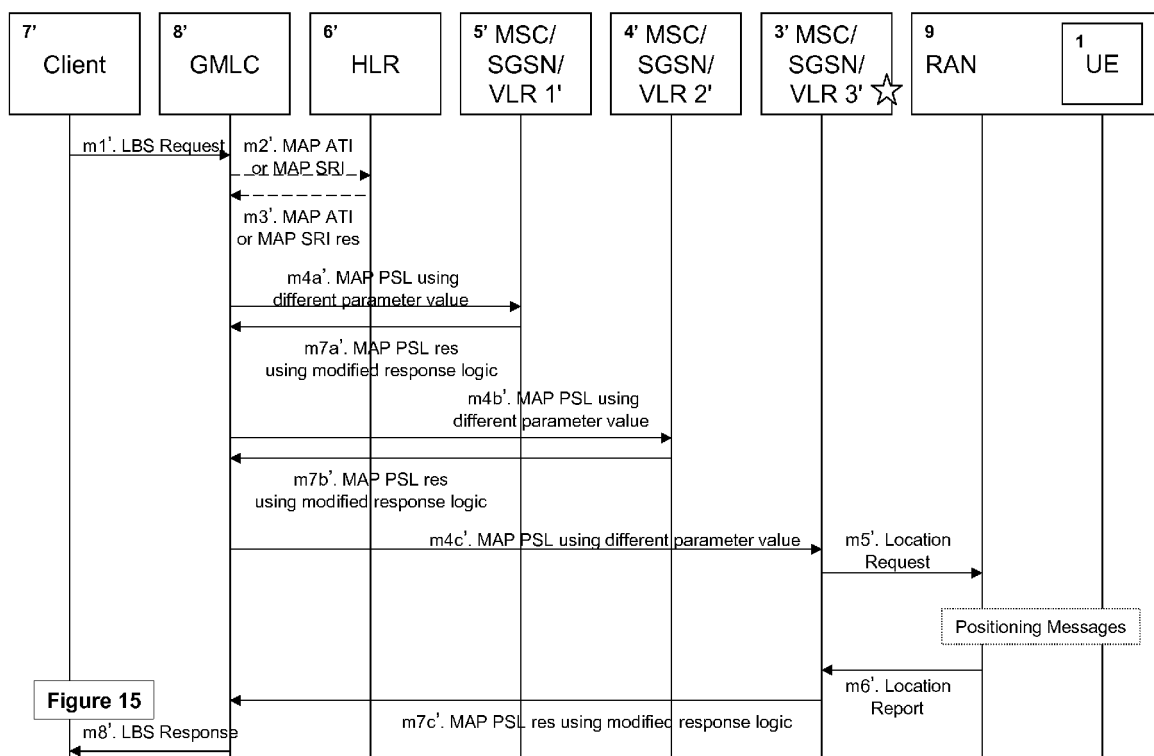 7'
Client
8'
GMLC
6'
HLR
5' MSC/
SGSN/
VLR 1'
4' MSC/
SGSN/
VLR 2'
3' MSC/
SGSN/
VLR 3'
9
RAN
1
UE
m1'. LBS Request
m2'. MAP ATI
or MAP SRI
m3'. MAP ATI
or MAP SRI res
m4a'. MAP PSL using
different parameter value
m7a'. MAP PSL res
using modified response logic
m4b'. MAP PSL using
different parameter value
m7b'. MAP PSL res
using modified response logic
m4c'. MAP PSL using different parameter value
m5'. Location
Request
Positioning Messages
m6'. Location
Report
Figure 15
m7c'. MAP PSL res using modified response logic
m8'. LBS Response